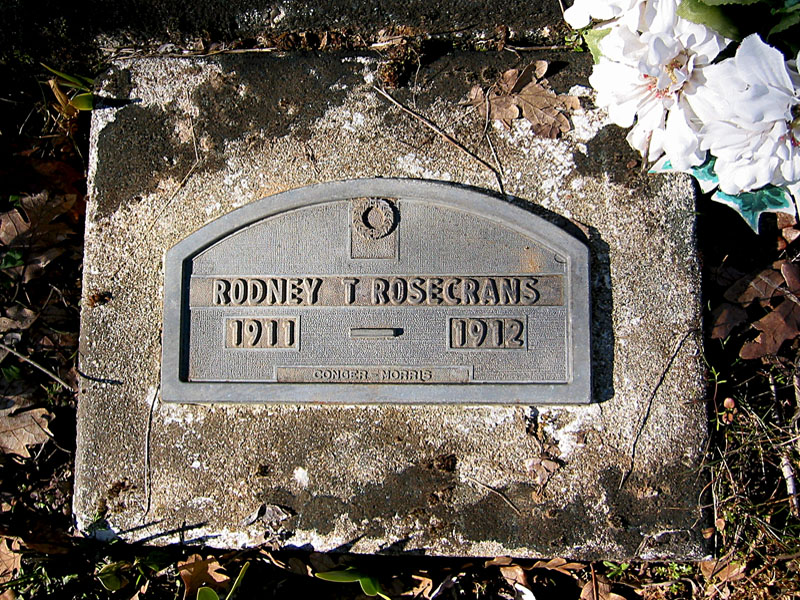 RODNEY T ROSECRANS
1911 — 1912
CONGER - MORRIS